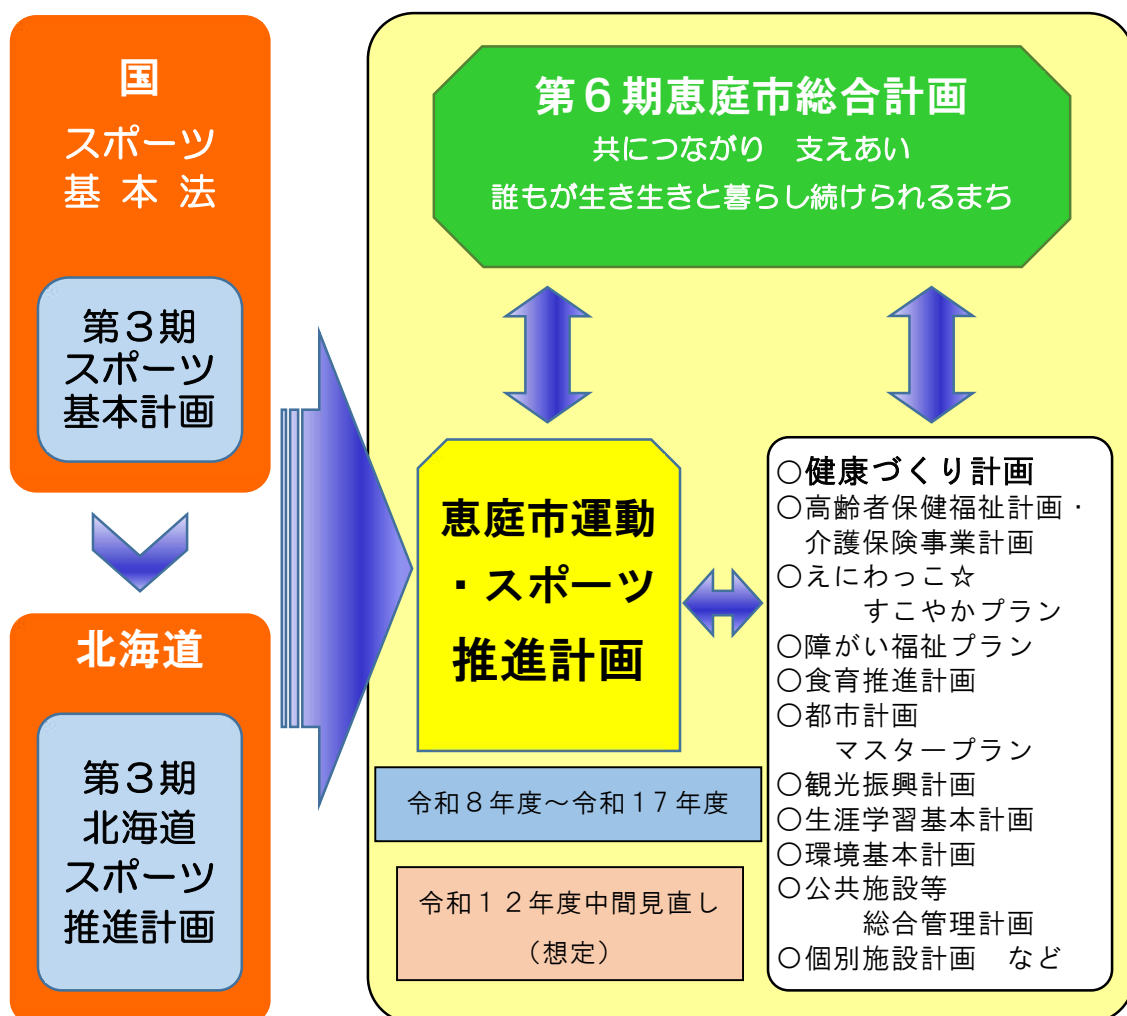 国
スポーツ
基 本 法
第３期
スポーツ
基本計画
北海道
第３期
北海道
スポーツ
推進計画
第６期恵庭市総合計画
共につながり　支えあい
誰もが生き生きと暮らし続けられるまち
恵庭市運動
・スポーツ
推進計画
令和８年度～令和１７年度
令和１２年度中間見直し
（想定）
○健康づくり計画
○高齢者保健福祉計画・
介護保険事業計画
○えにわっこ☆
すこやかプラン
○障がい福祉プラン
○食育推進計画
○都市計画
マスタープラン
○観光振興計画
○生涯学習基本計画
○環境基本計画
○公共施設等
総合管理計画
○個別施設計画　など